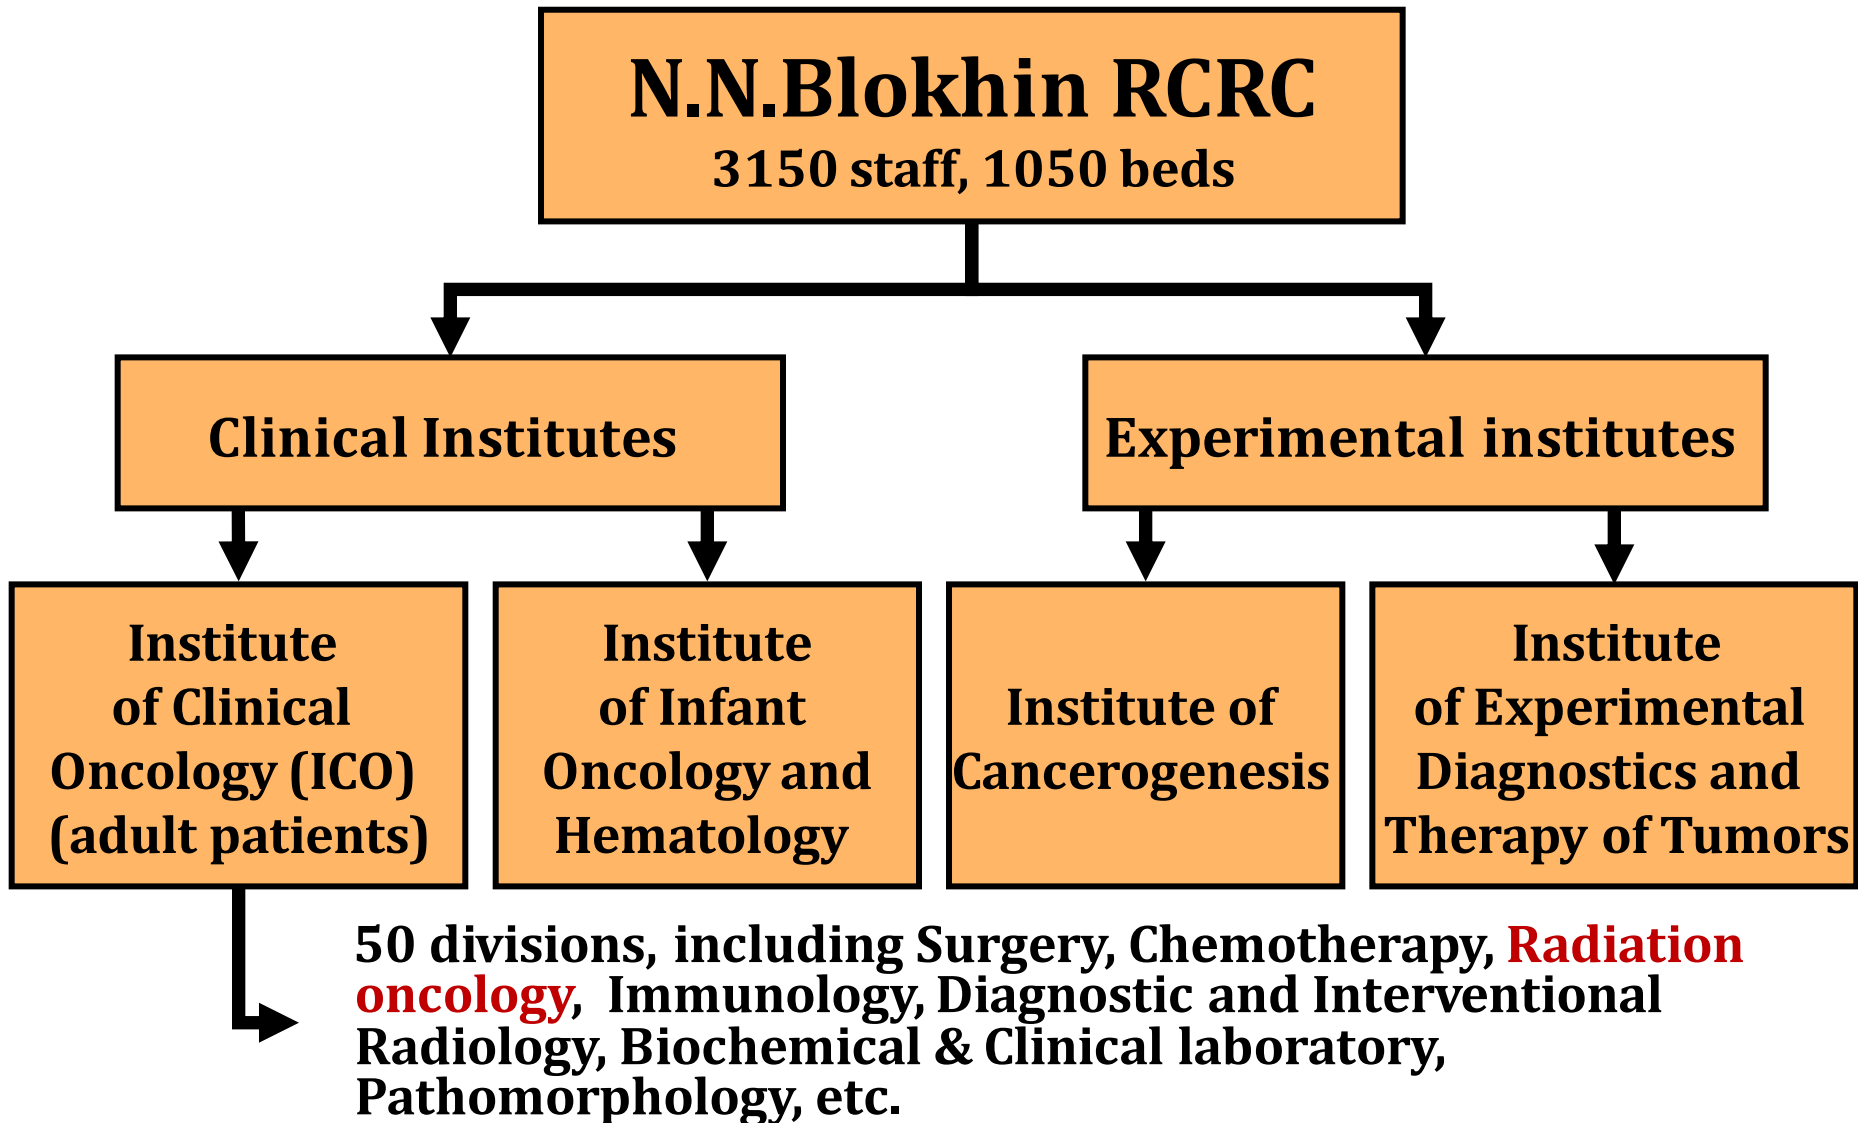 N.N.Blokhin RCRC
3150 staff, 1050 beds
Clinical Institutes
Experimental institutes
Institute
of Clinical
Oncology (ICO)
(adult patients)
Institute
of Infant
Oncology and
Hematology
Institute of
Cancerogenesis
Institute
of Experimental
Diagnostics and
Therapy of Tumors
50 divisions, including Surgery, Chemotherapy, Radiation
oncology, Immunology, Diagnostic and Interventional
Radiology, Biochemical & Clinical laboratory,
Pathomorphology, etc.